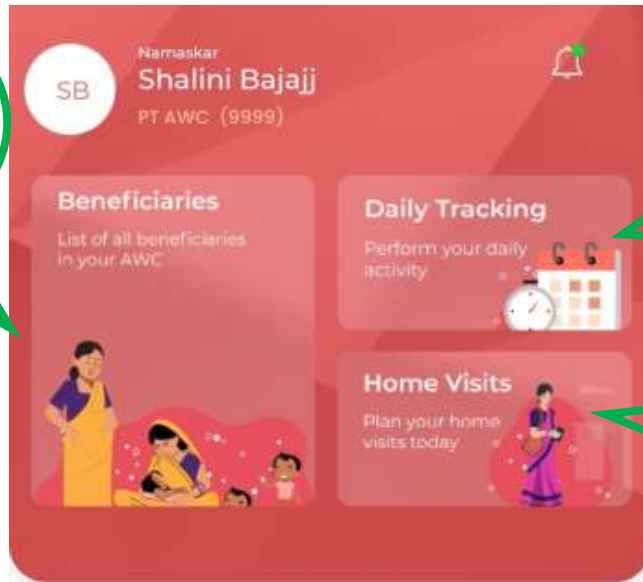 SB
Namaskar
Shalini Bajajj
PT AWC (9999)
Beneficiaries
List of all beneficiaries
in your AWC
Daily Tracking
Perform your daily
activity
Home Visits
Plan your home
visits today